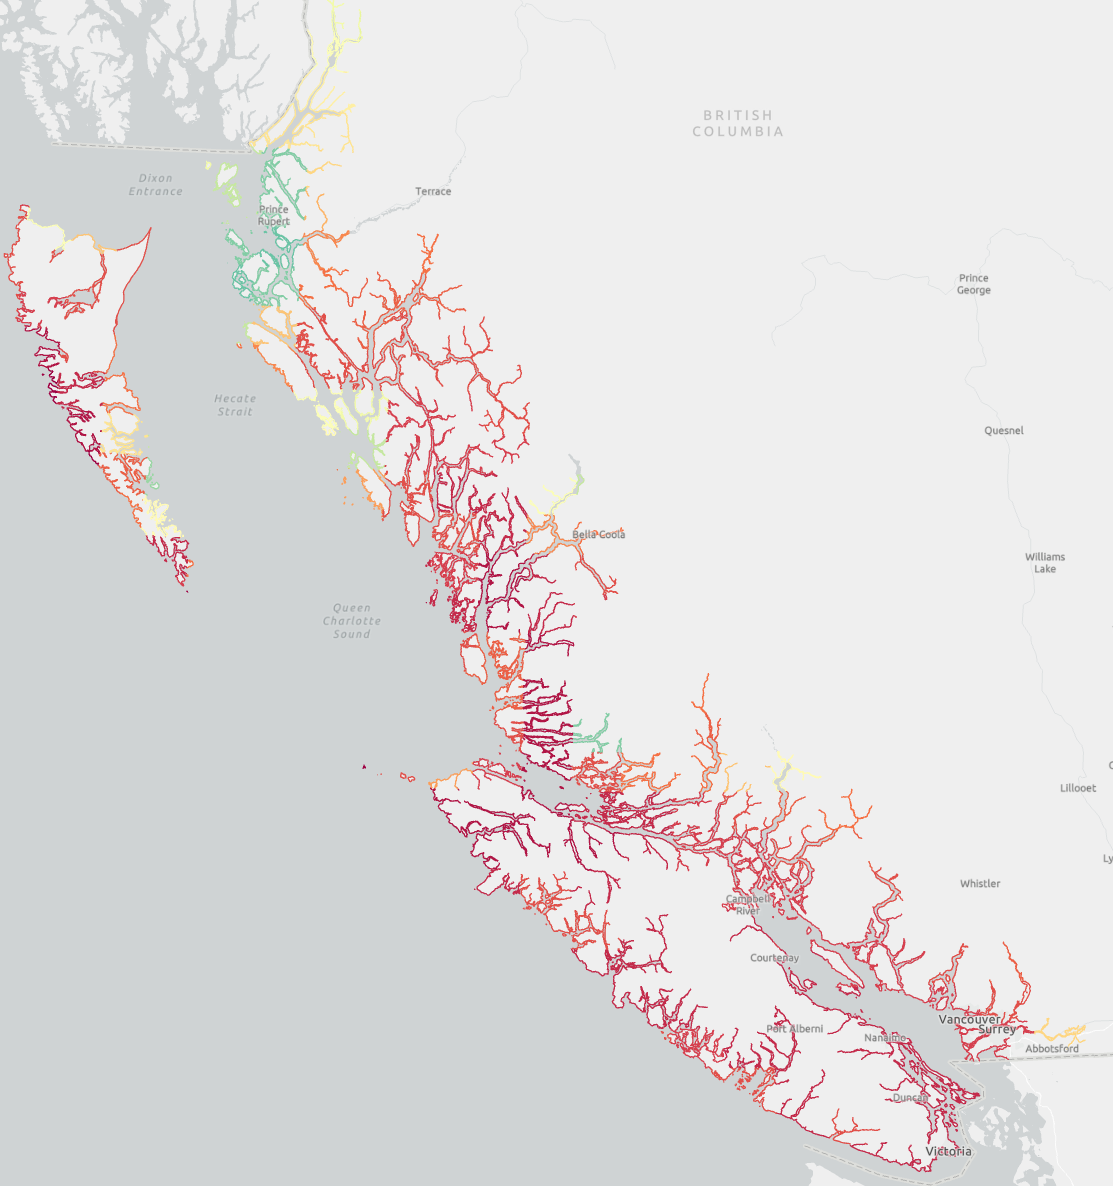 BRITISH
COLUMBIA
Dixon
Entrance
Terrace
Prince
Rupert
Prince
George
Hecate
Strait
Quesnel
Bella Coola
Williams
Lake
Queen
Charlotte
Sound
Lillooet
Whistler
Campbell
River
Courtenay
Vancouver
Surrey
Port Alberni
Nanaimo
Abbotsford
Duncan
Victoria